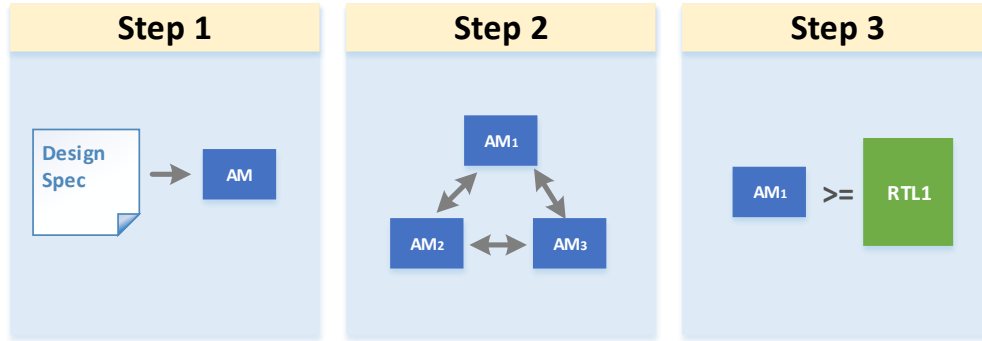 Step 1
Design
Spec
AM
Step 2
AM1
AM2
AM3
Step 3
AM1
>=
RTL1